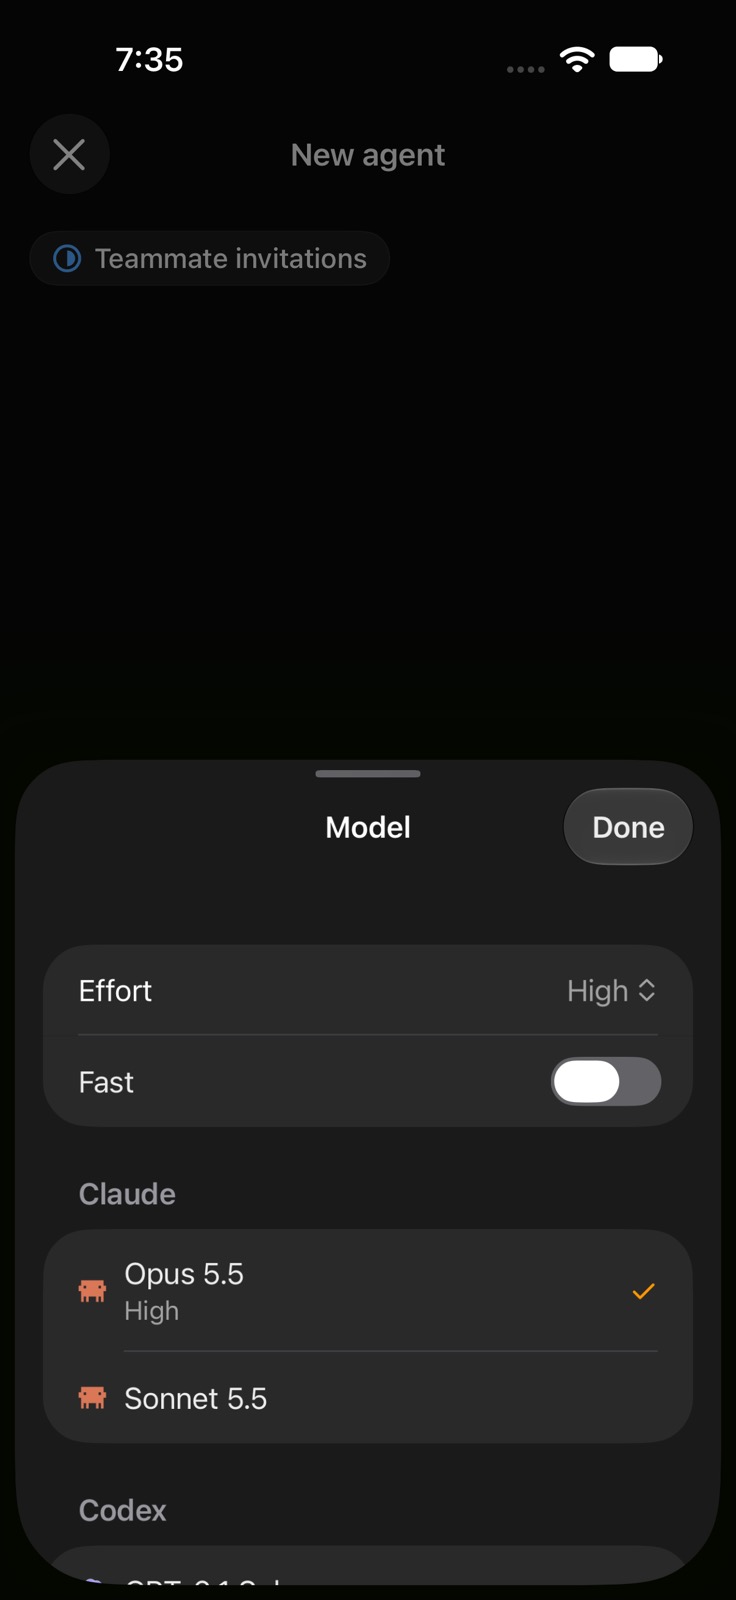 7:35
New agent
Teammate invitations
Model
Done
Effort
High
Fast
Claude
Opus 5.5
High
Sonnet 5.5
Codex